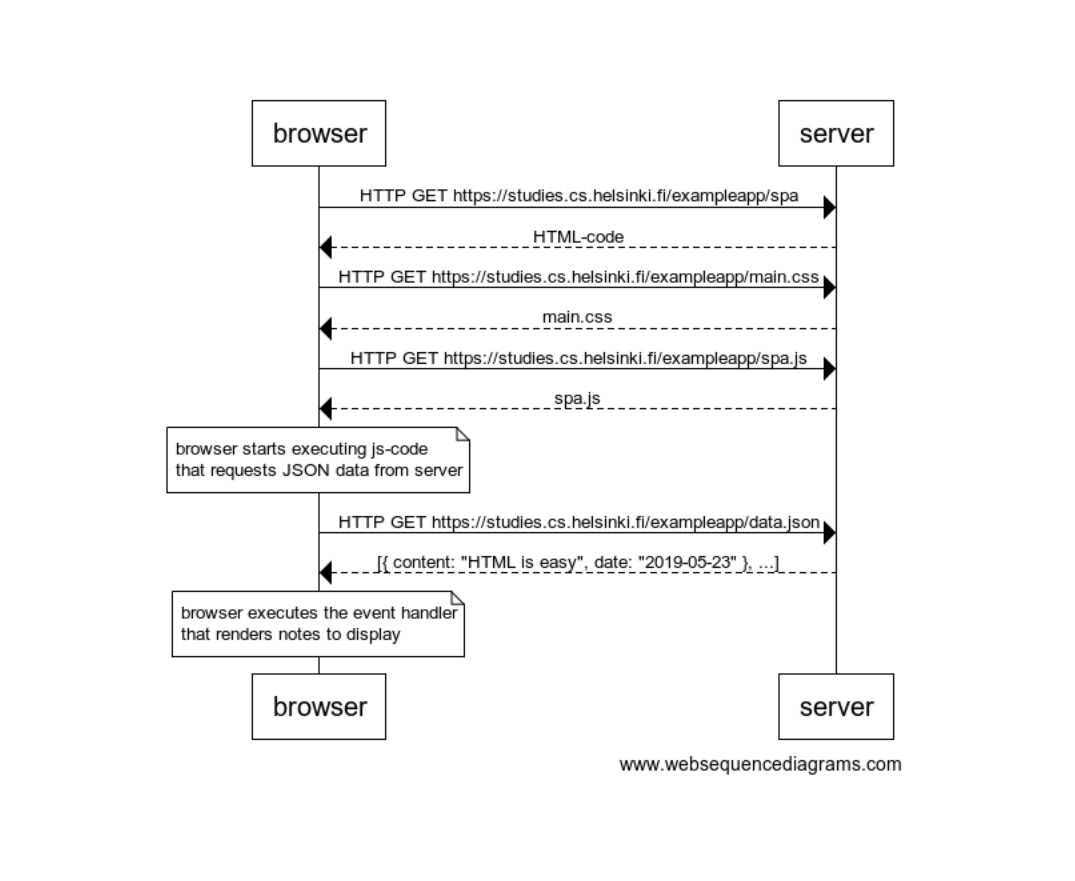 browser
server
HTTP GET https://studies.cs.helsinki.fi/exampleapp/spa
HTML-code
HTTP GET https://studies.cs.helsinki.fi/exampleapp/main.css
main.css
HTTP GET https://studies.cs.helsinki.fi/exampleapp/spa.js
spa.js
browser starts executing js-code
that requests JSON data from server
HTTP GET https://studies.cs.helsinki.fi/exampleapp/data.json
[{ content: "HTML is easy", date: "2019-05-23" }, ...]
browser executes the event handler
that renders notes to display
browser
server
www.websequencediagrams.com